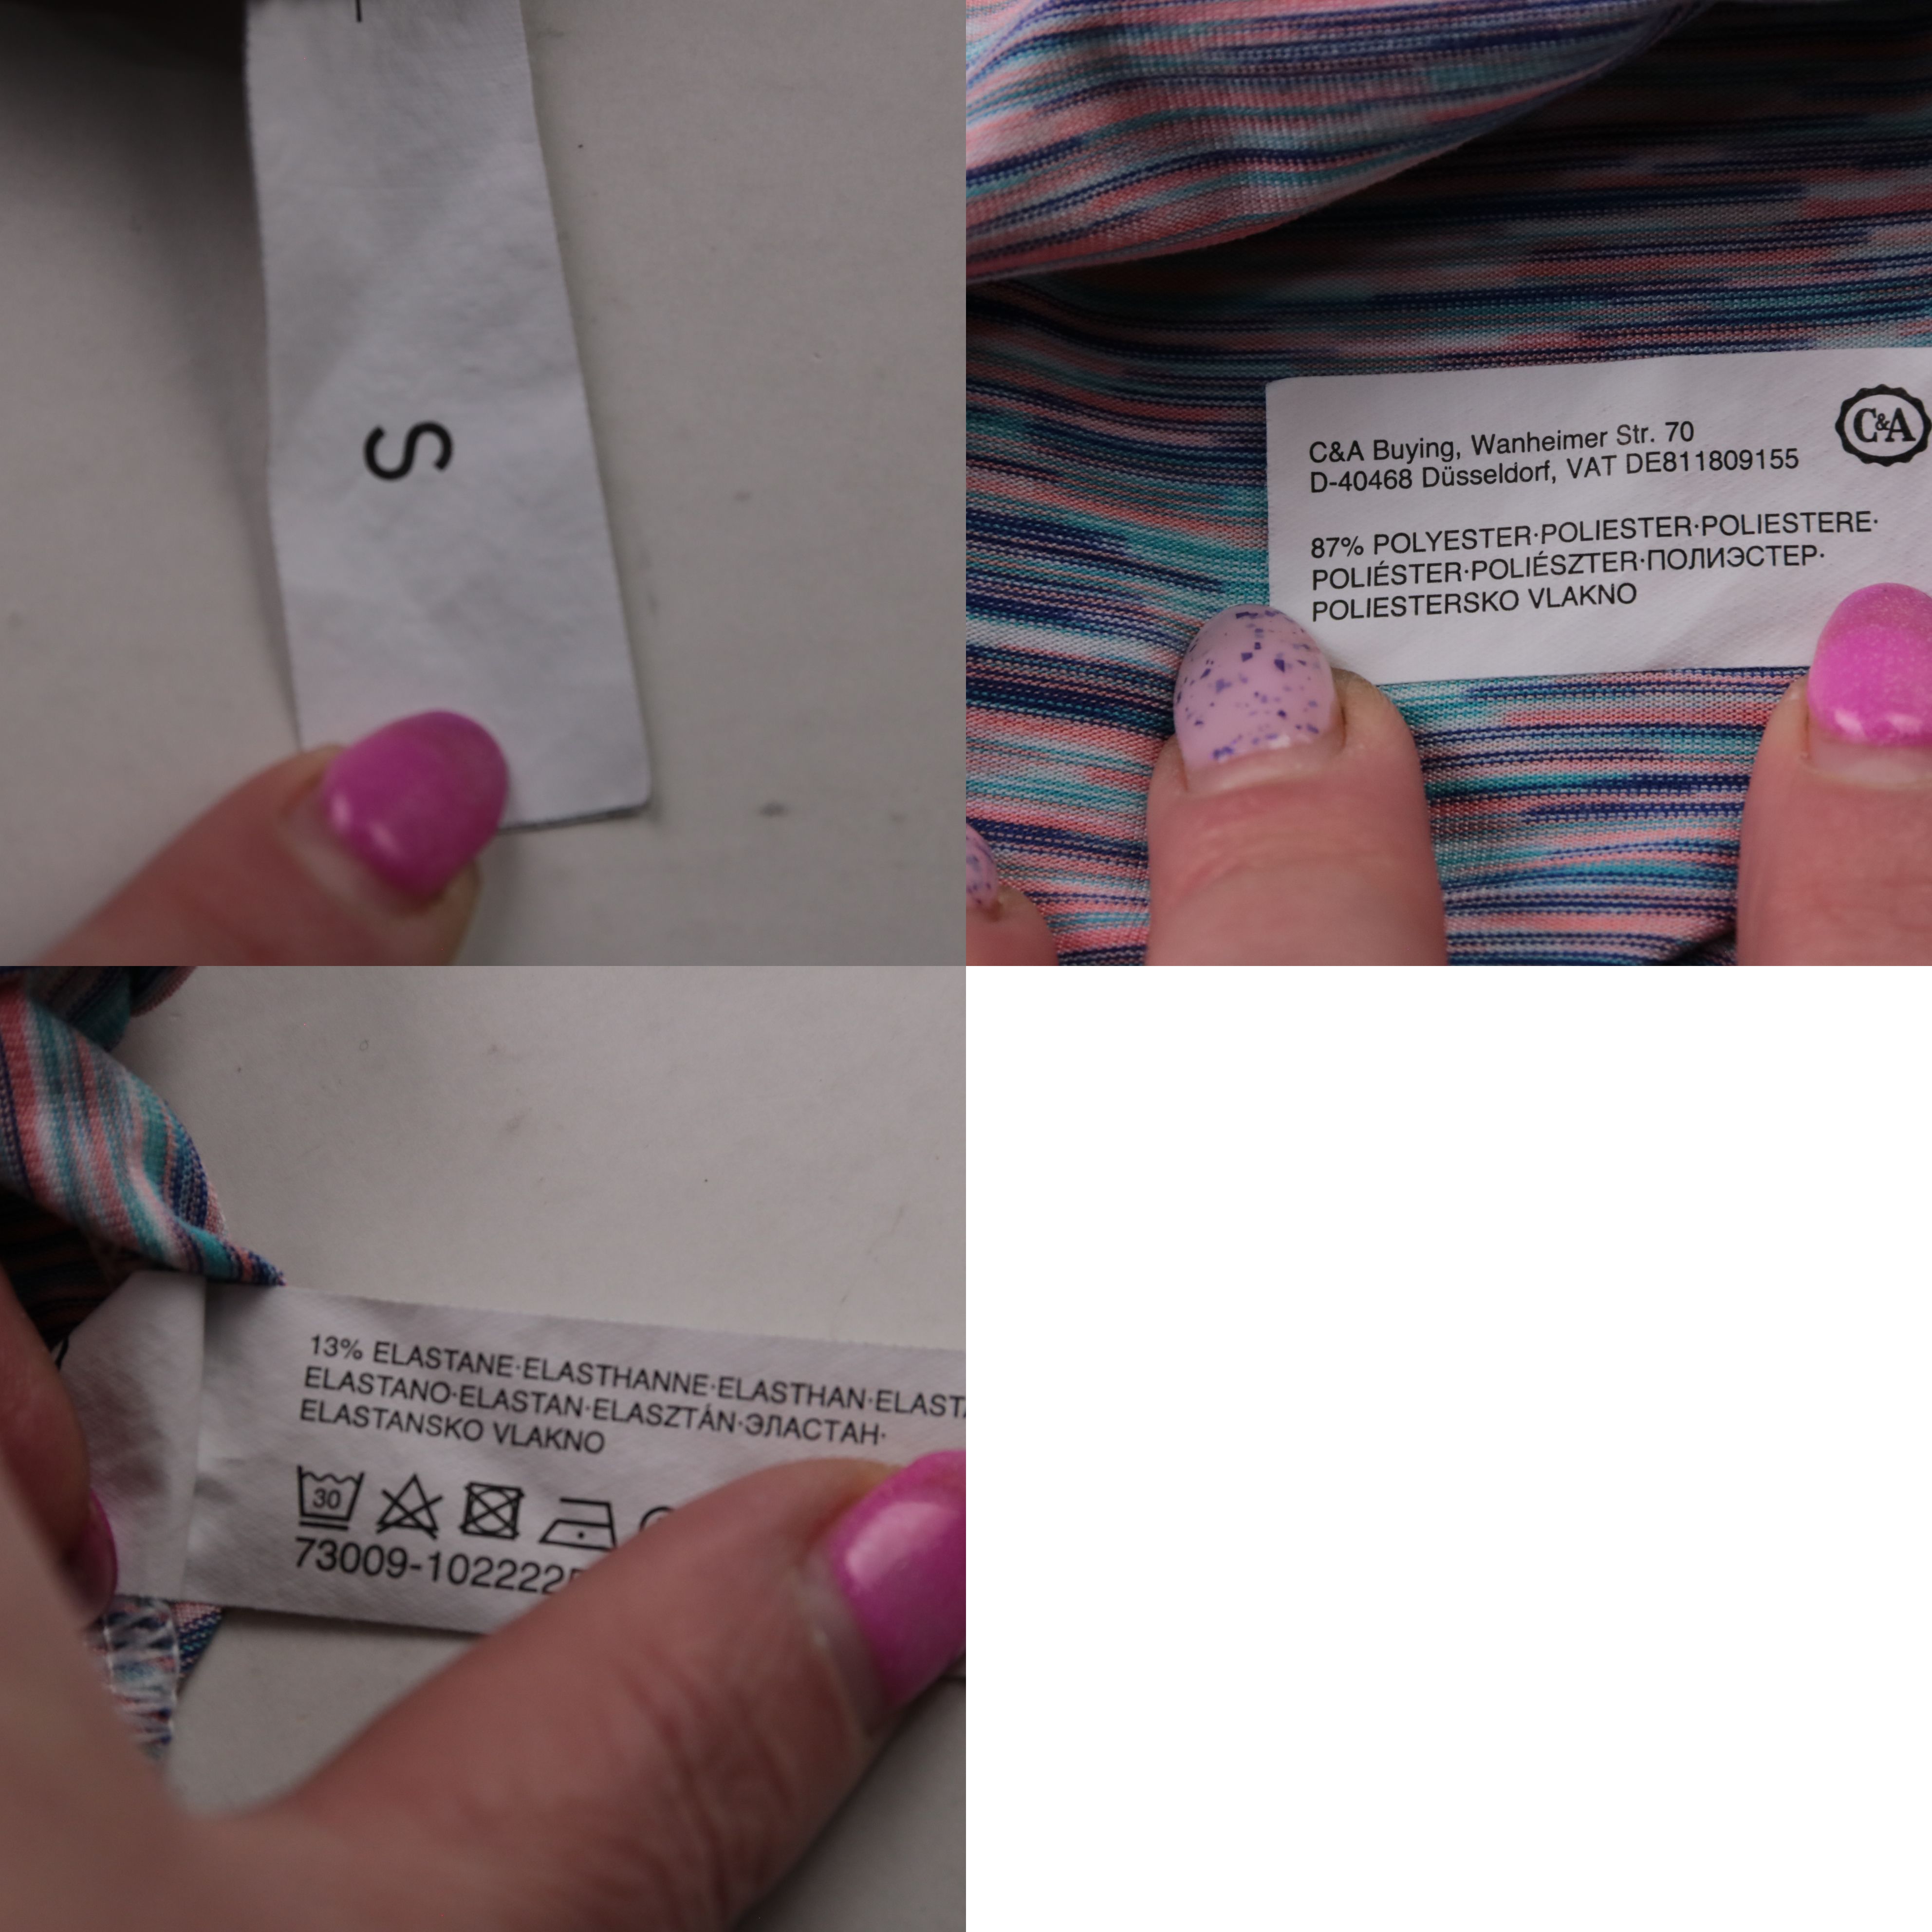 S
C&A Buying, Wanheimer Str. 70
D-40468 Düsseldorf, VAT DE811809155
C&A
87% POLYESTER·POLIESTER·POLIESTERE·
POLIÉSTER·POLIÉSZTER·ПОЛИЭСТЕР·
POLIESTERSKO VLAKNO
13% ELASTANE·ELASTHANNE·ELASTHAN·
ELASTANO·ELASTAN·ELASZTÁN·ЭЛАСТАН·
ELASTANSKO VLAKNO
30